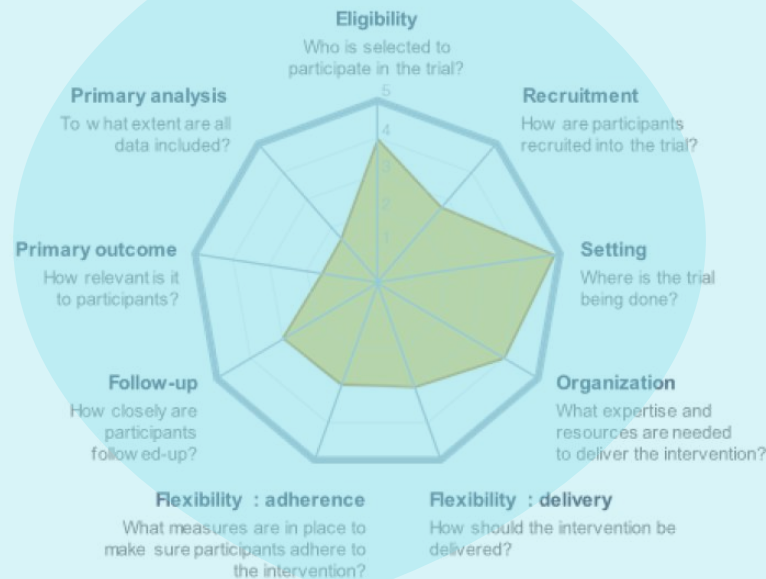 Eligibility
Who is selected to
participate in the trial?
Primary analysis
To w hat extent are all
data included?
Recruitment
How are participants
recruited into the trial?
5
4
3
2
1
Primary outcome
How relevant is it
to participants?
Setting
Where is the trial
being done?
Follow-up
How closely are
participants
follow ed-up?
Organization
What expertise and
resources are needed
to deliver the intervention?
Flexibility : adherence
What measures are in place to
make sure participants adhere to
the intervention?
Flexibility : delivery
How should the intervention be
delivered?